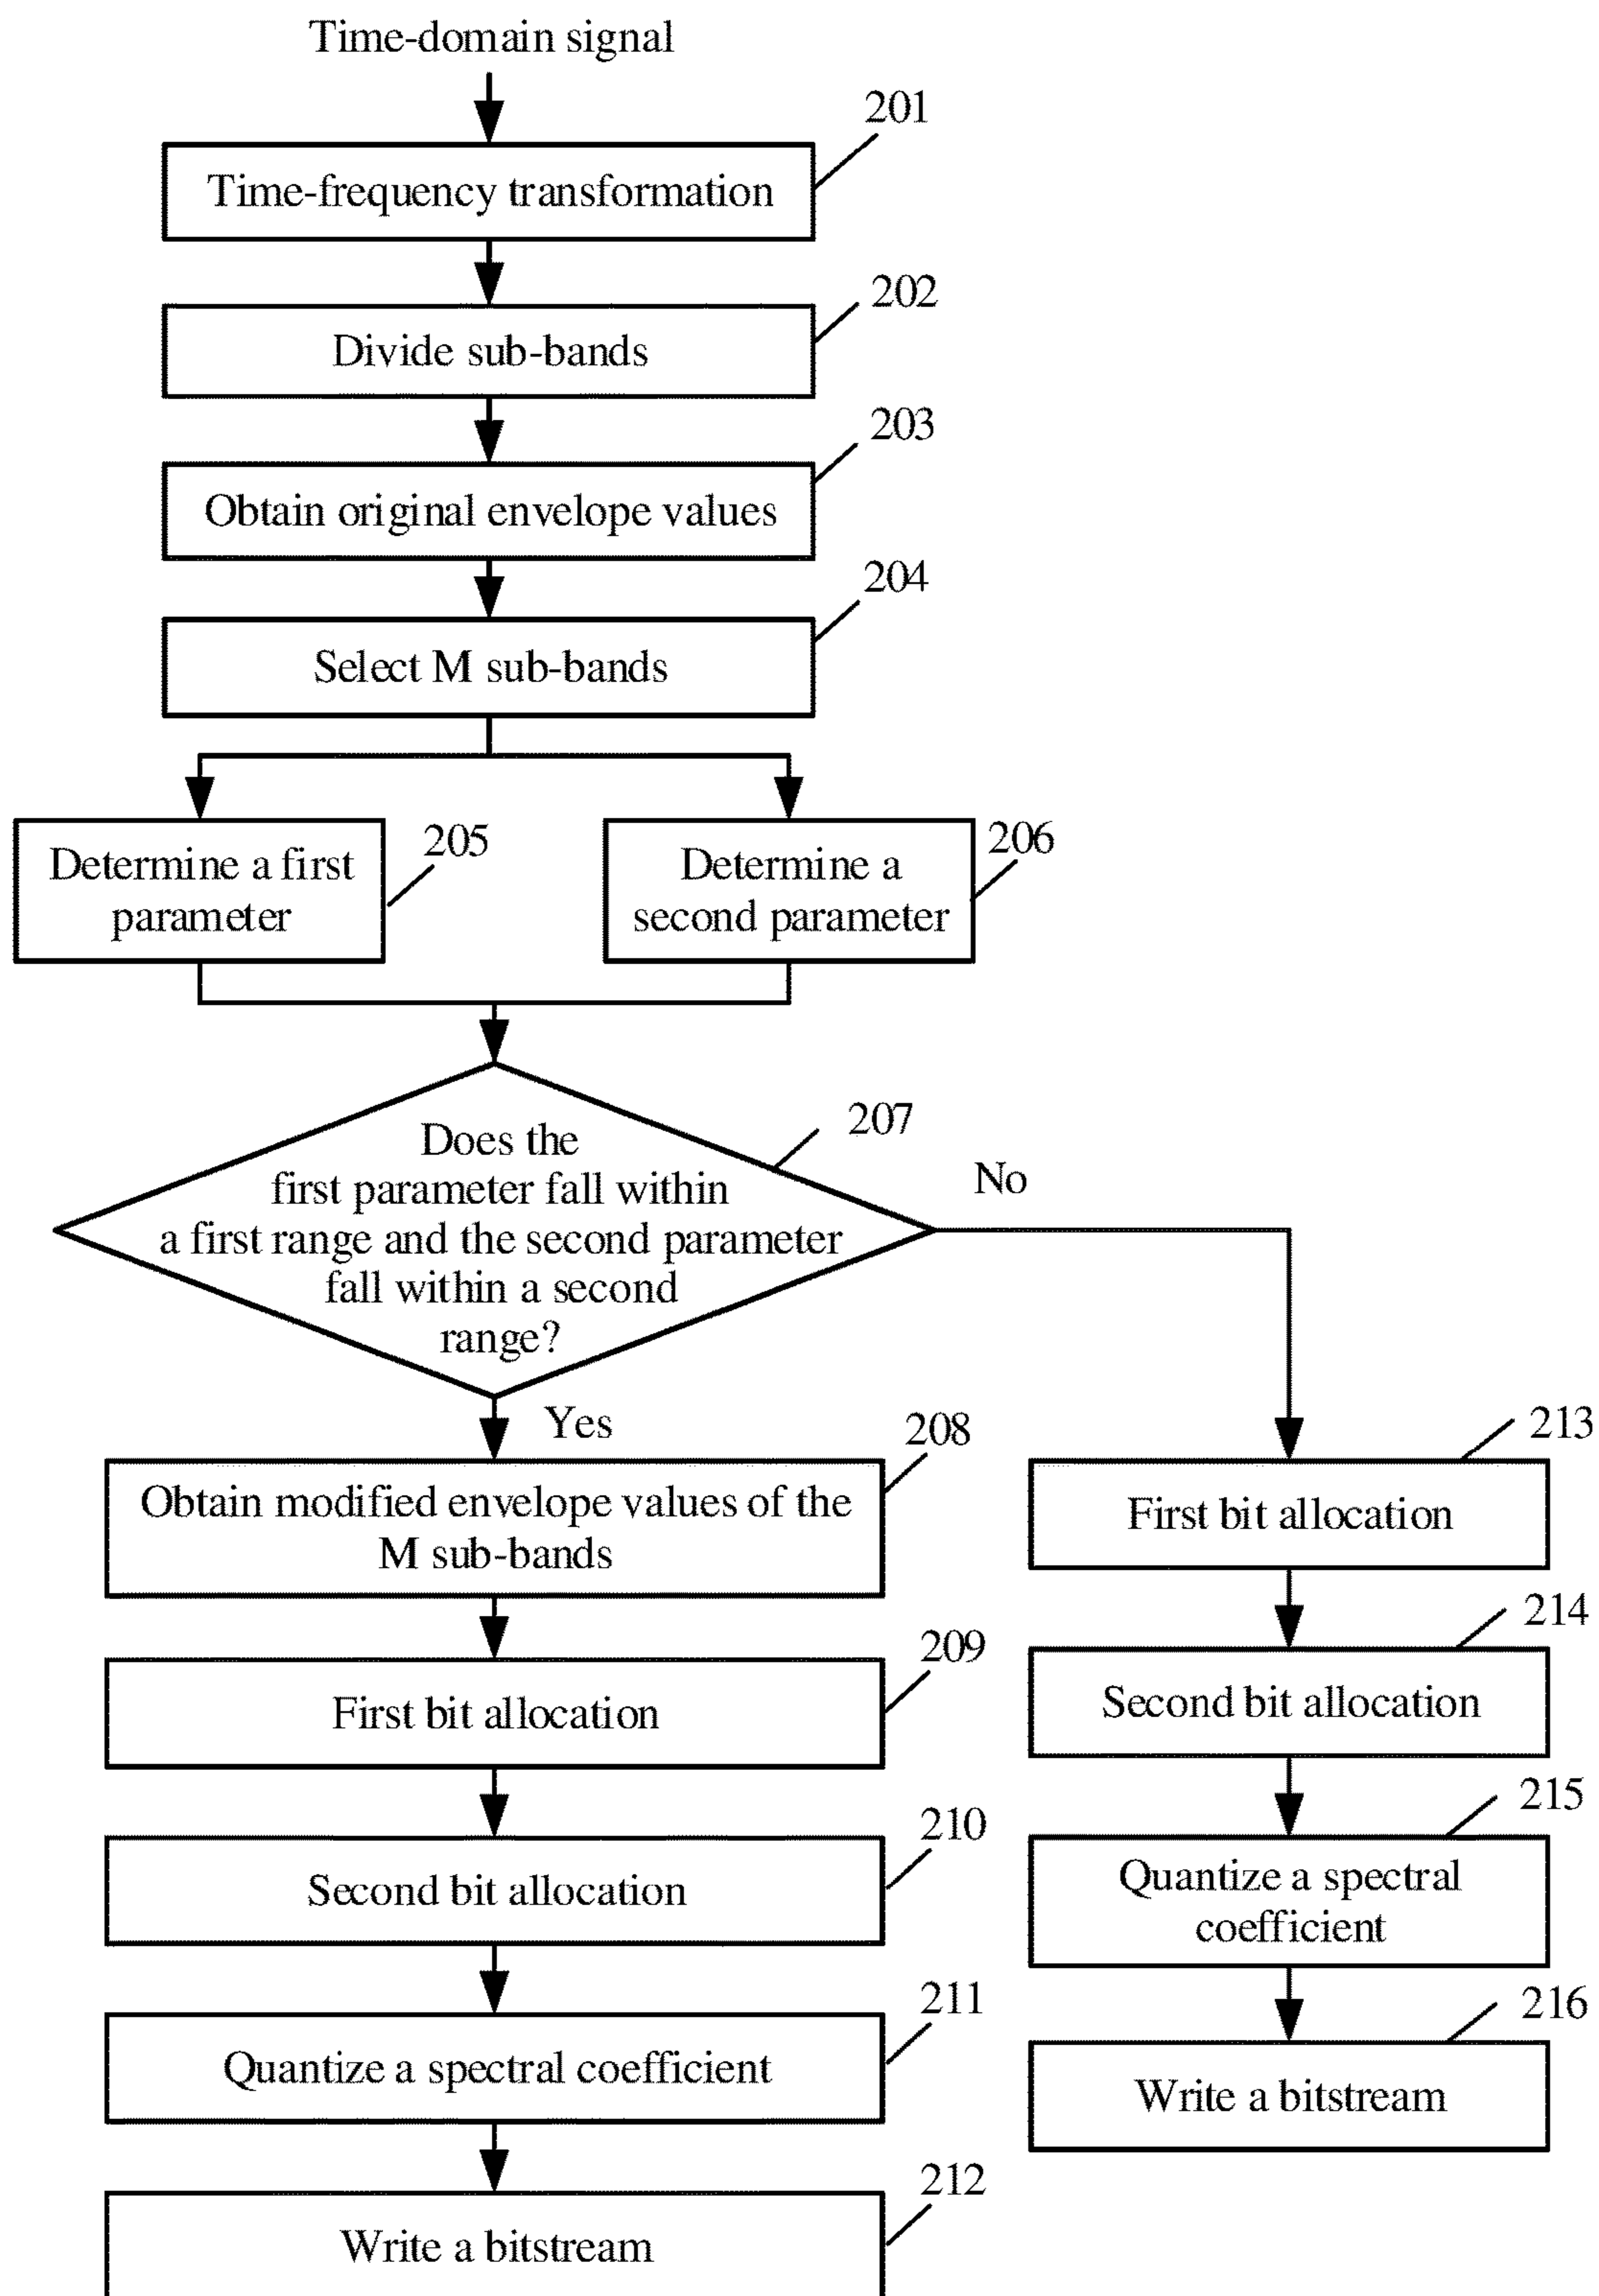 Time-domain signal
201
Time-frequency transformation
202
Divide sub-bands
203
Obtain original envelope values
204
Select M sub-bands
205
Determine a first
parameter
206
Determine a
second parameter
207
Does the
first parameter fall within
a first range and the second parameter
fall within a second
range?
No
Yes
208
Obtain modified envelope values of the
M sub-bands
209
First bit allocation
210
Second bit allocation
211
Quantize a spectral coefficient
212
Write a bitstream
213
First bit allocation
214
Second bit allocation
215
Quantize a spectral
coefficient
216
Write a bitstream